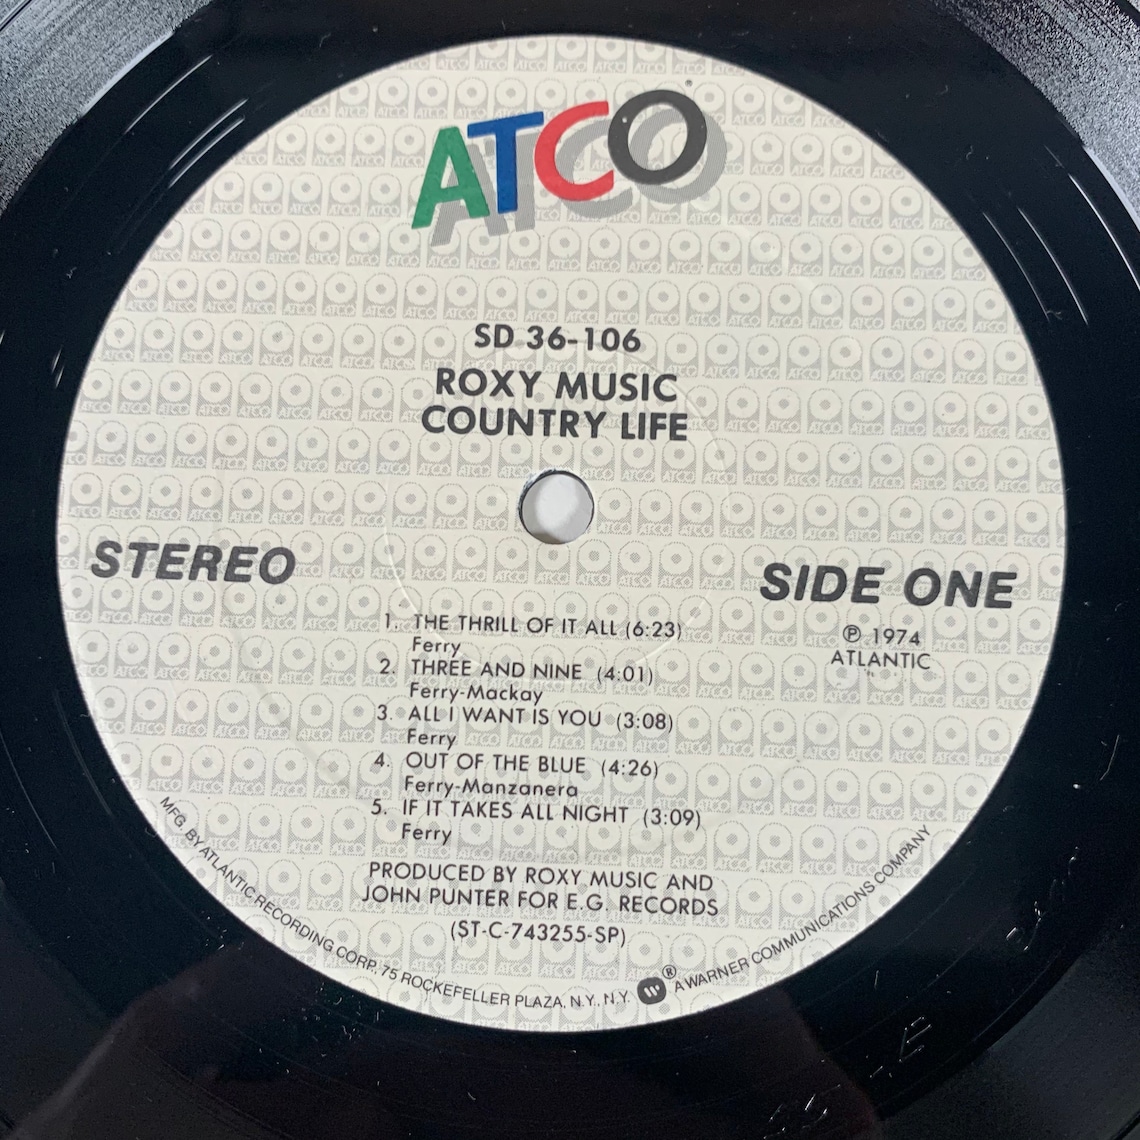 ATCO®
SD 36-106
ROXY MUSIC
COUNTRY LIFE
STEREO
SIDE ONE
℗ 1974
ATLANTIC
1. THE THRILL OF IT ALL (6:23)
Ferry
2. THREE AND NINE (4:01)
Ferry-Mackay
3. ALL I WANT IS YOU (3:08)
Ferry
4. OUT OF THE BLUE (4:26)
Ferry-Manzanera
5. IF IT TAKES ALL NIGHT (3:09)
Ferry
PRODUCED BY ROXY MUSIC AND
JOHN PUNTER FOR E.G. RECORDS
(ST-C-743255-SP)
MFG. BY ATLANTIC RECORDING CORP., 75 ROCKEFELLER PLAZA, N.Y., N.Y. ® A WARNER COMMUNICATIONS COMPANY